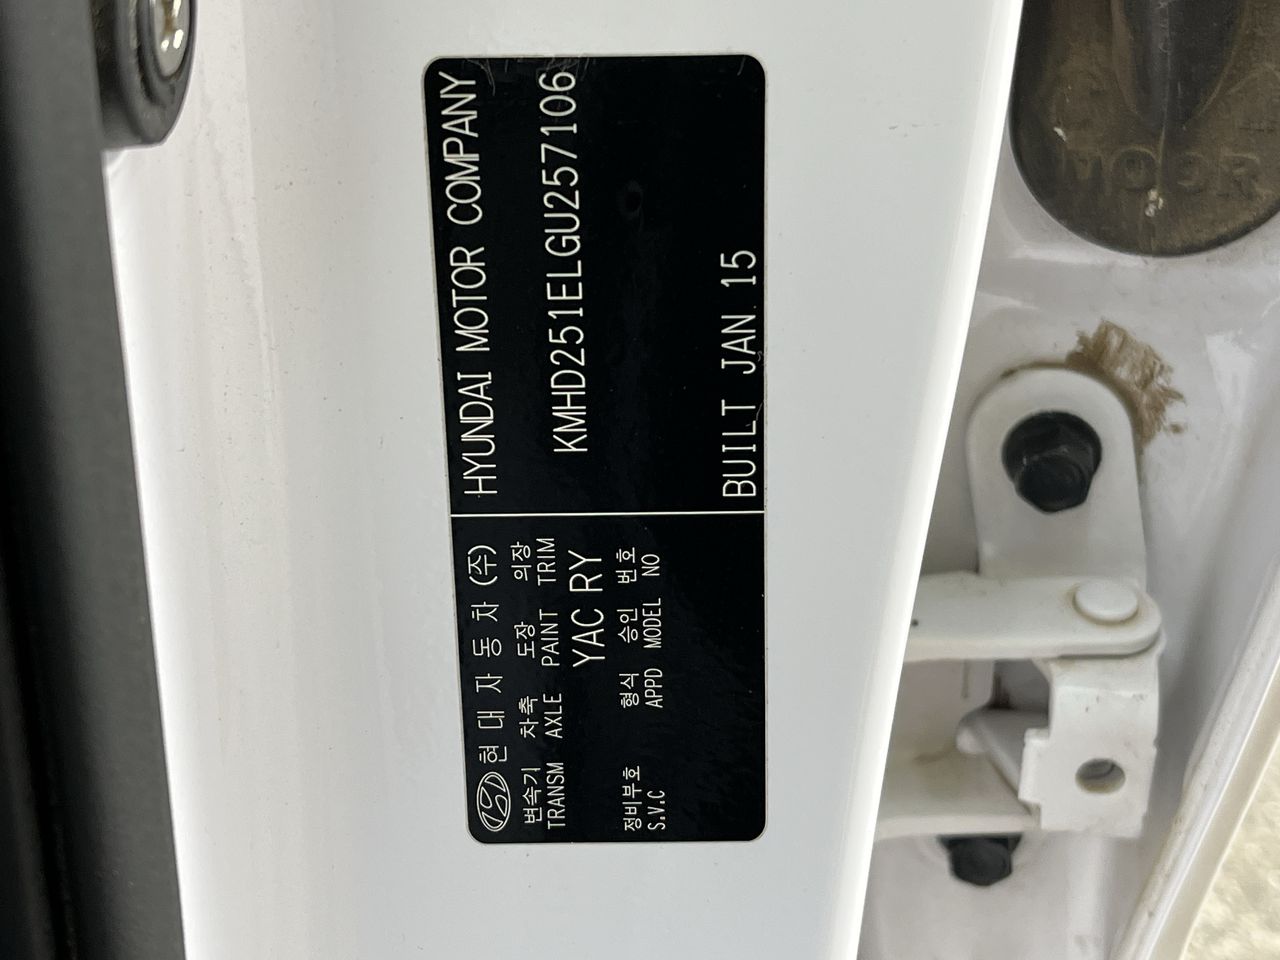 현대자동차(주)
변속기 차축 도장 의장
TRANSM AXLE PAINT TRIM
YAC RY
정비부호 형식 승인 번호
S.V.C APPD MODEL NO
HYUNDAI MOTOR COMPANY
KMHD251ELGU257106
BUILT JAN. 15